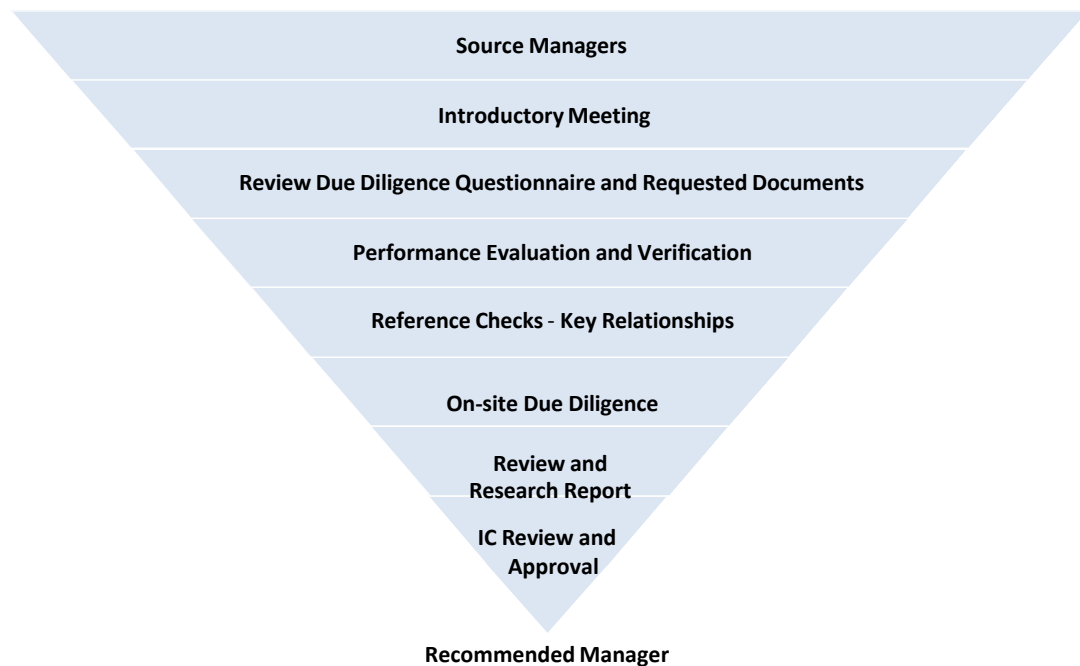 Source Managers
Introductory Meeting
Review Due Diligence Questionnaire and Requested Documents
Performance Evaluation and Verification
Reference Checks - Key Relationships
On-site Due Diligence
Review and
Research Report
IC Review and
Approval
Recommended Manager